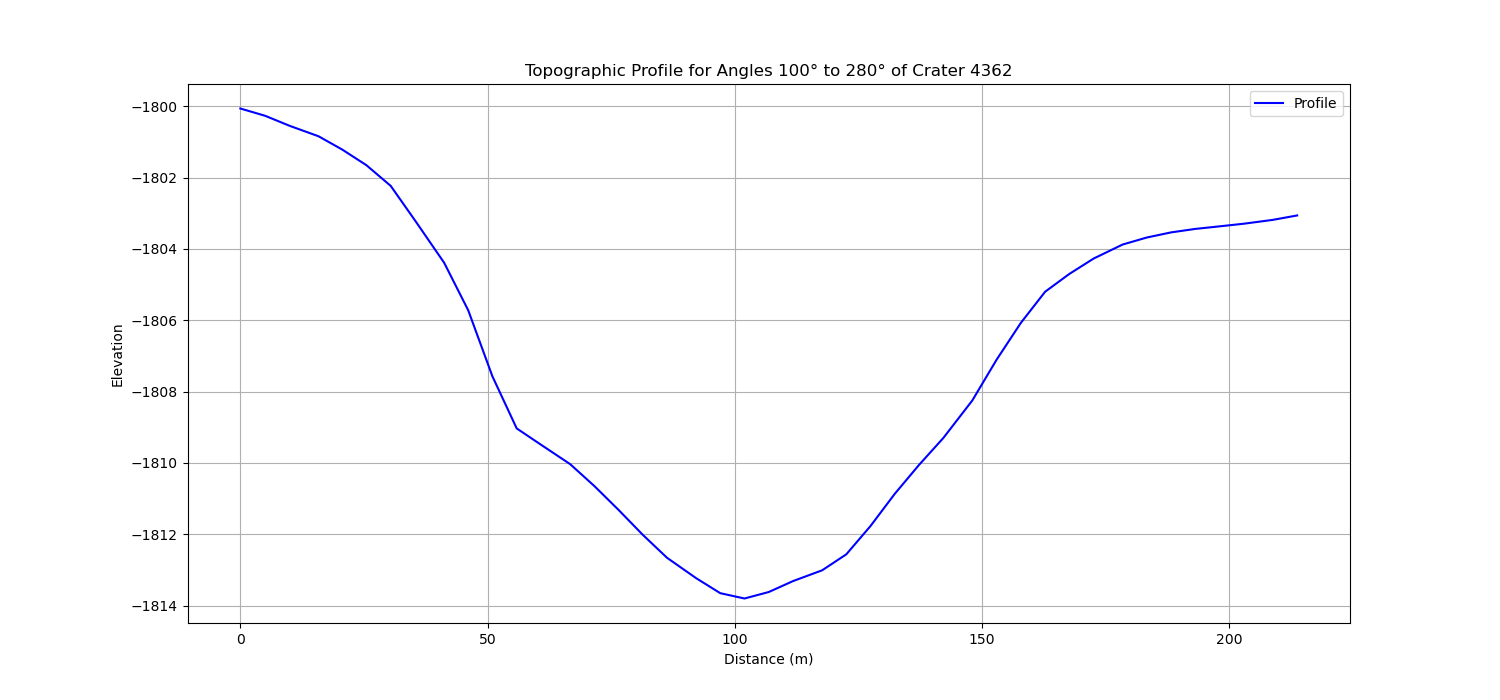 Topographic Profile for Angles 100° to 280° of Crater 4362
Profile
−1800
−1802
−1804
−1806
−1808
−1810
−1812
−1814
Elevation
0 50 100 150 200
Distance (m)